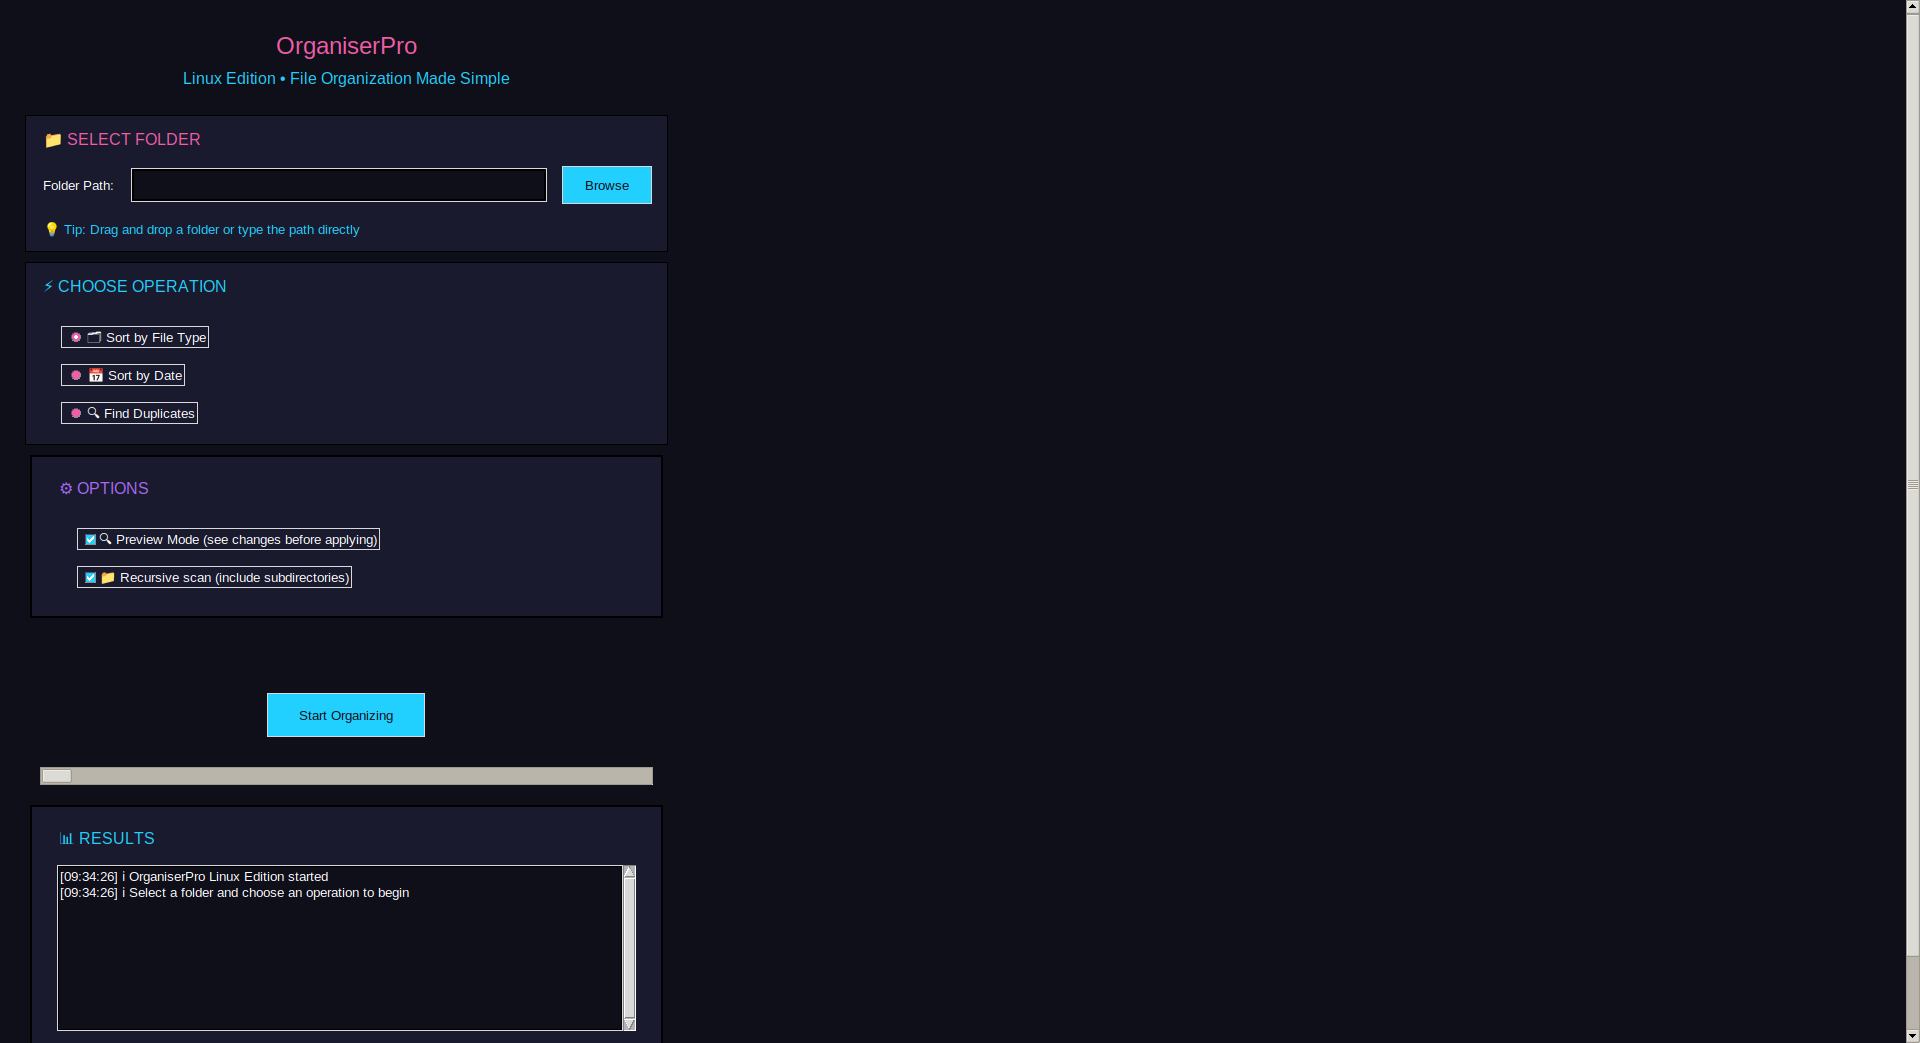 OrganiserPro
Linux Edition • File Organization Made Simple
📁 SELECT FOLDER
Folder Path:
Browse
💡 Tip: Drag and drop a folder or type the path directly
⚡ CHOOSE OPERATION
🗂 Sort by File Type
📅 Sort by Date
🔍 Find Duplicates
⚙ OPTIONS
🔍 Preview Mode (see changes before applying)
📁 Recursive scan (include subdirectories)
Start Organizing
📊 RESULTS
[09:34:26] i OrganiserPro Linux Edition started
[09:34:26] i Select a folder and choose an operation to begin